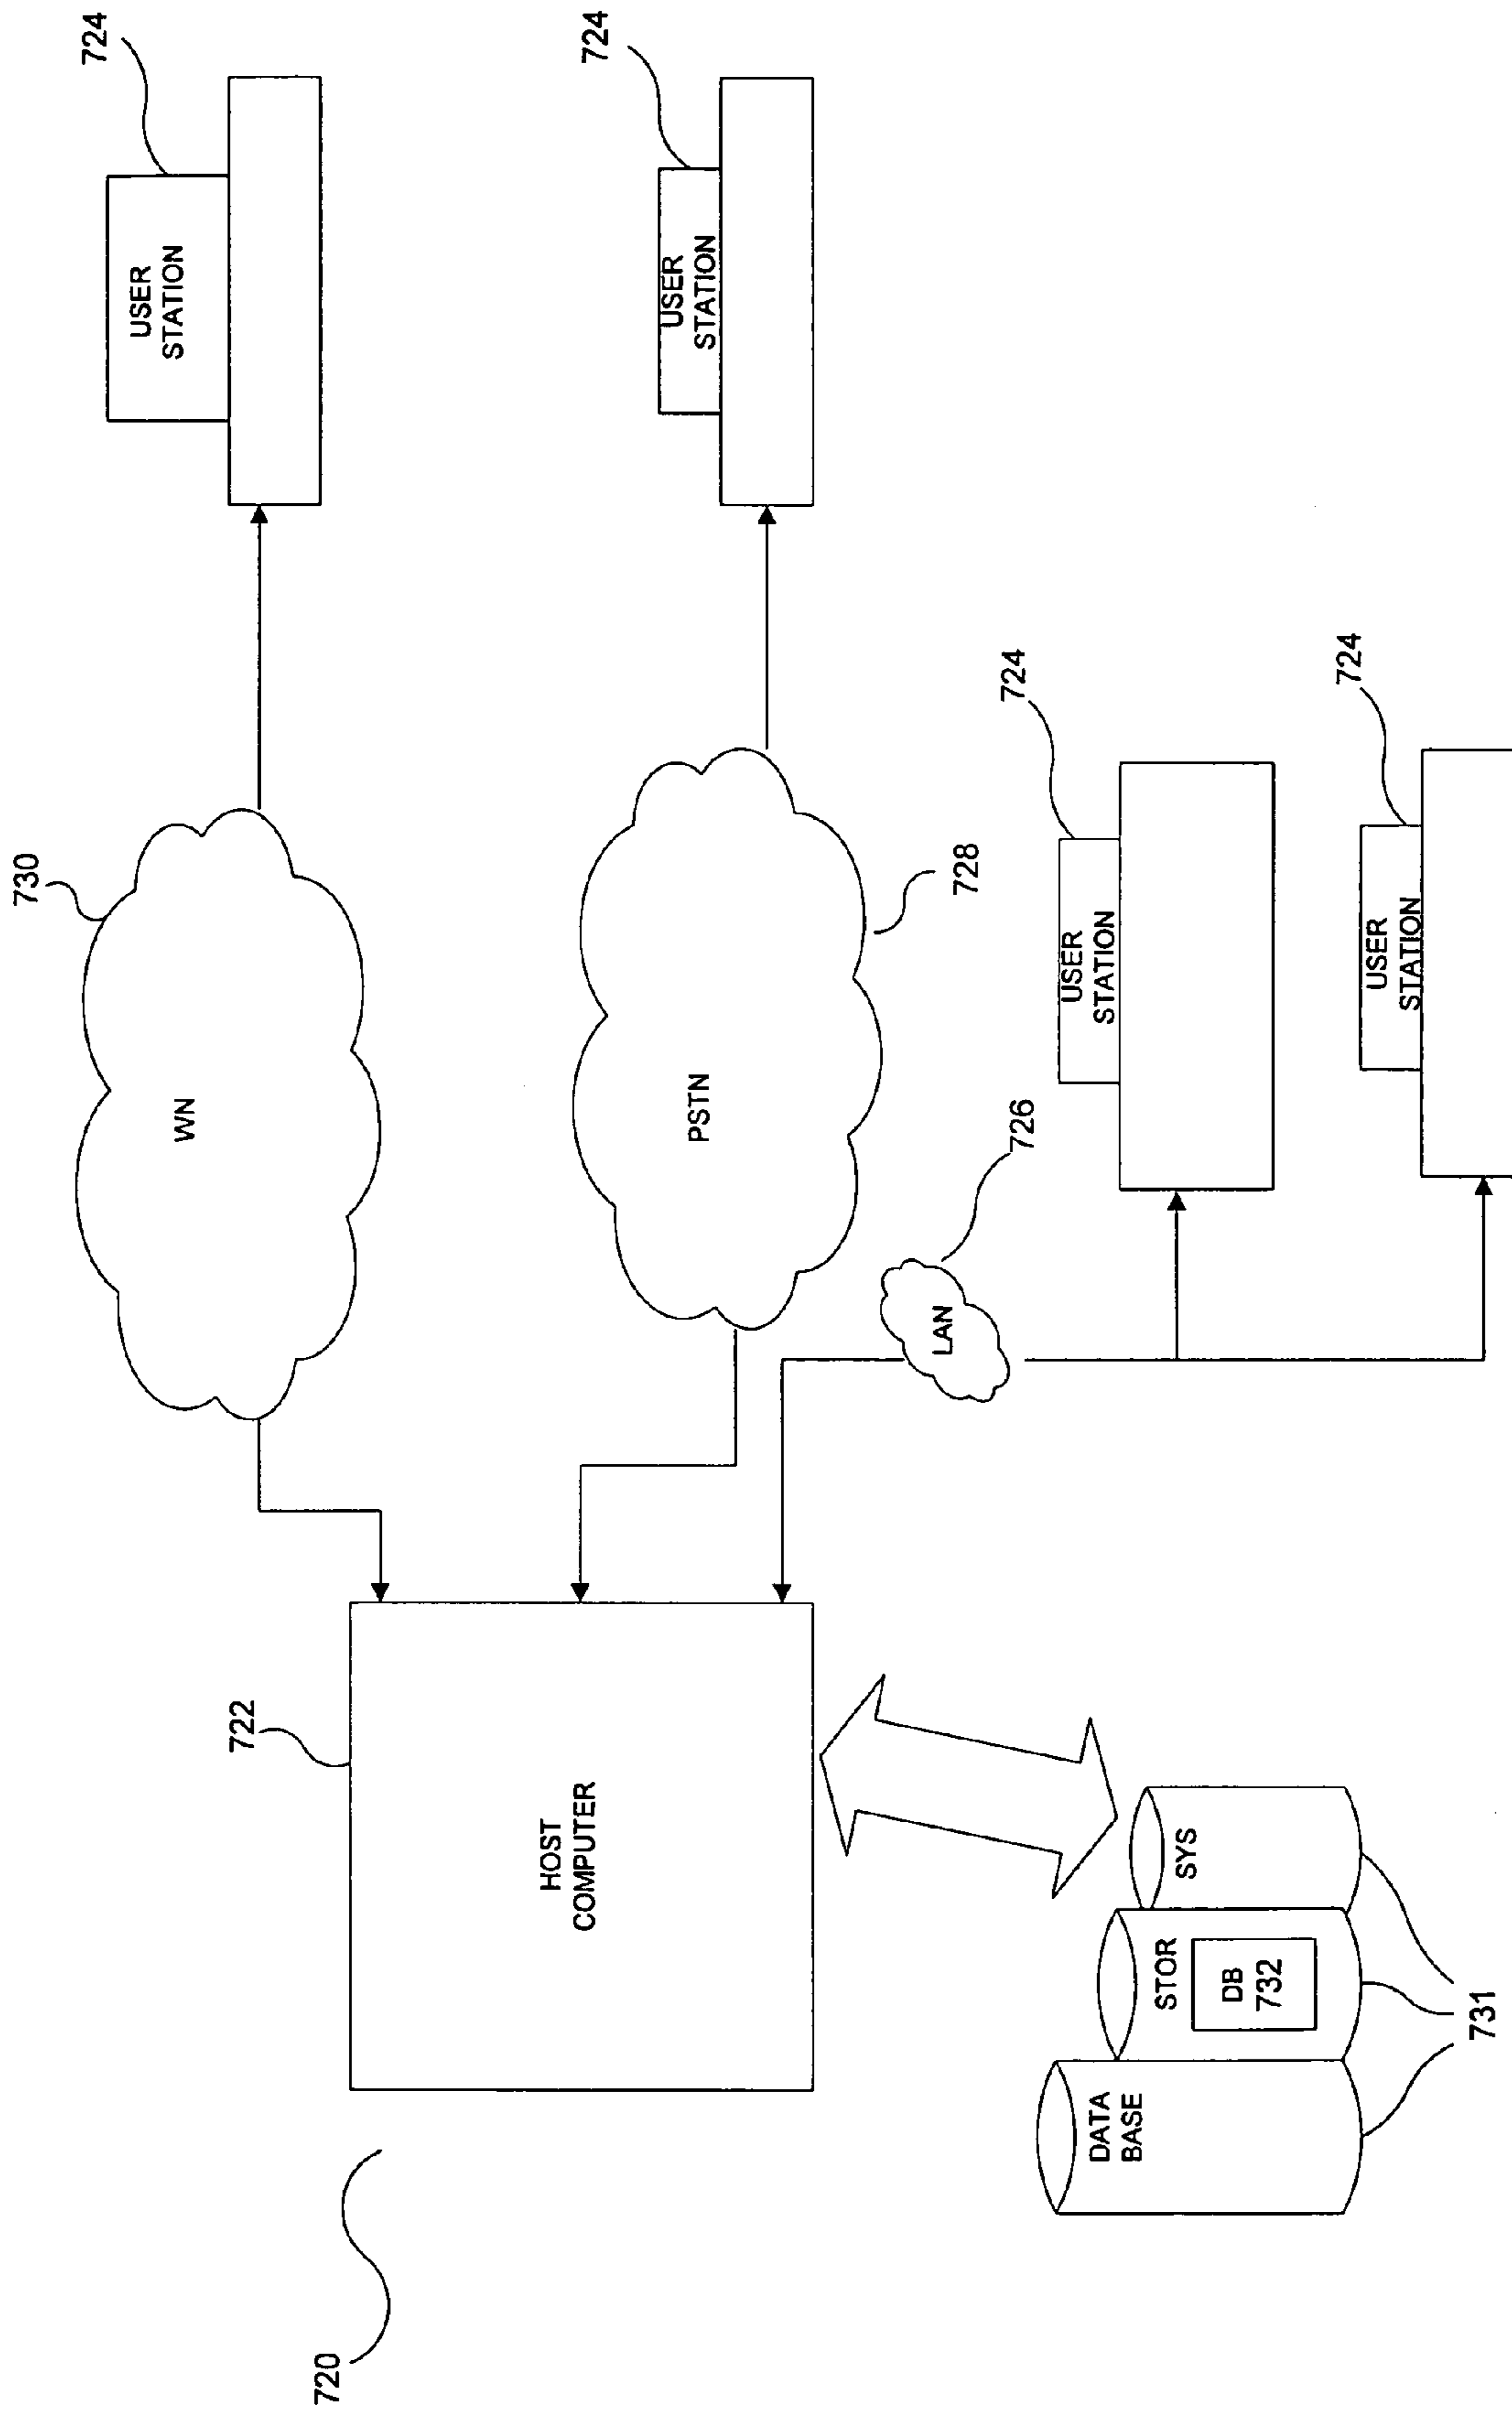 720
722
HOST
COMPUTER
730
WN
724
USER
STATION
PSTN
728
724
USER
STATION
LAN
726
724
USER
STATION
724
USER
STATION
DATA
BASE
STOR
DB
732
SYS
731